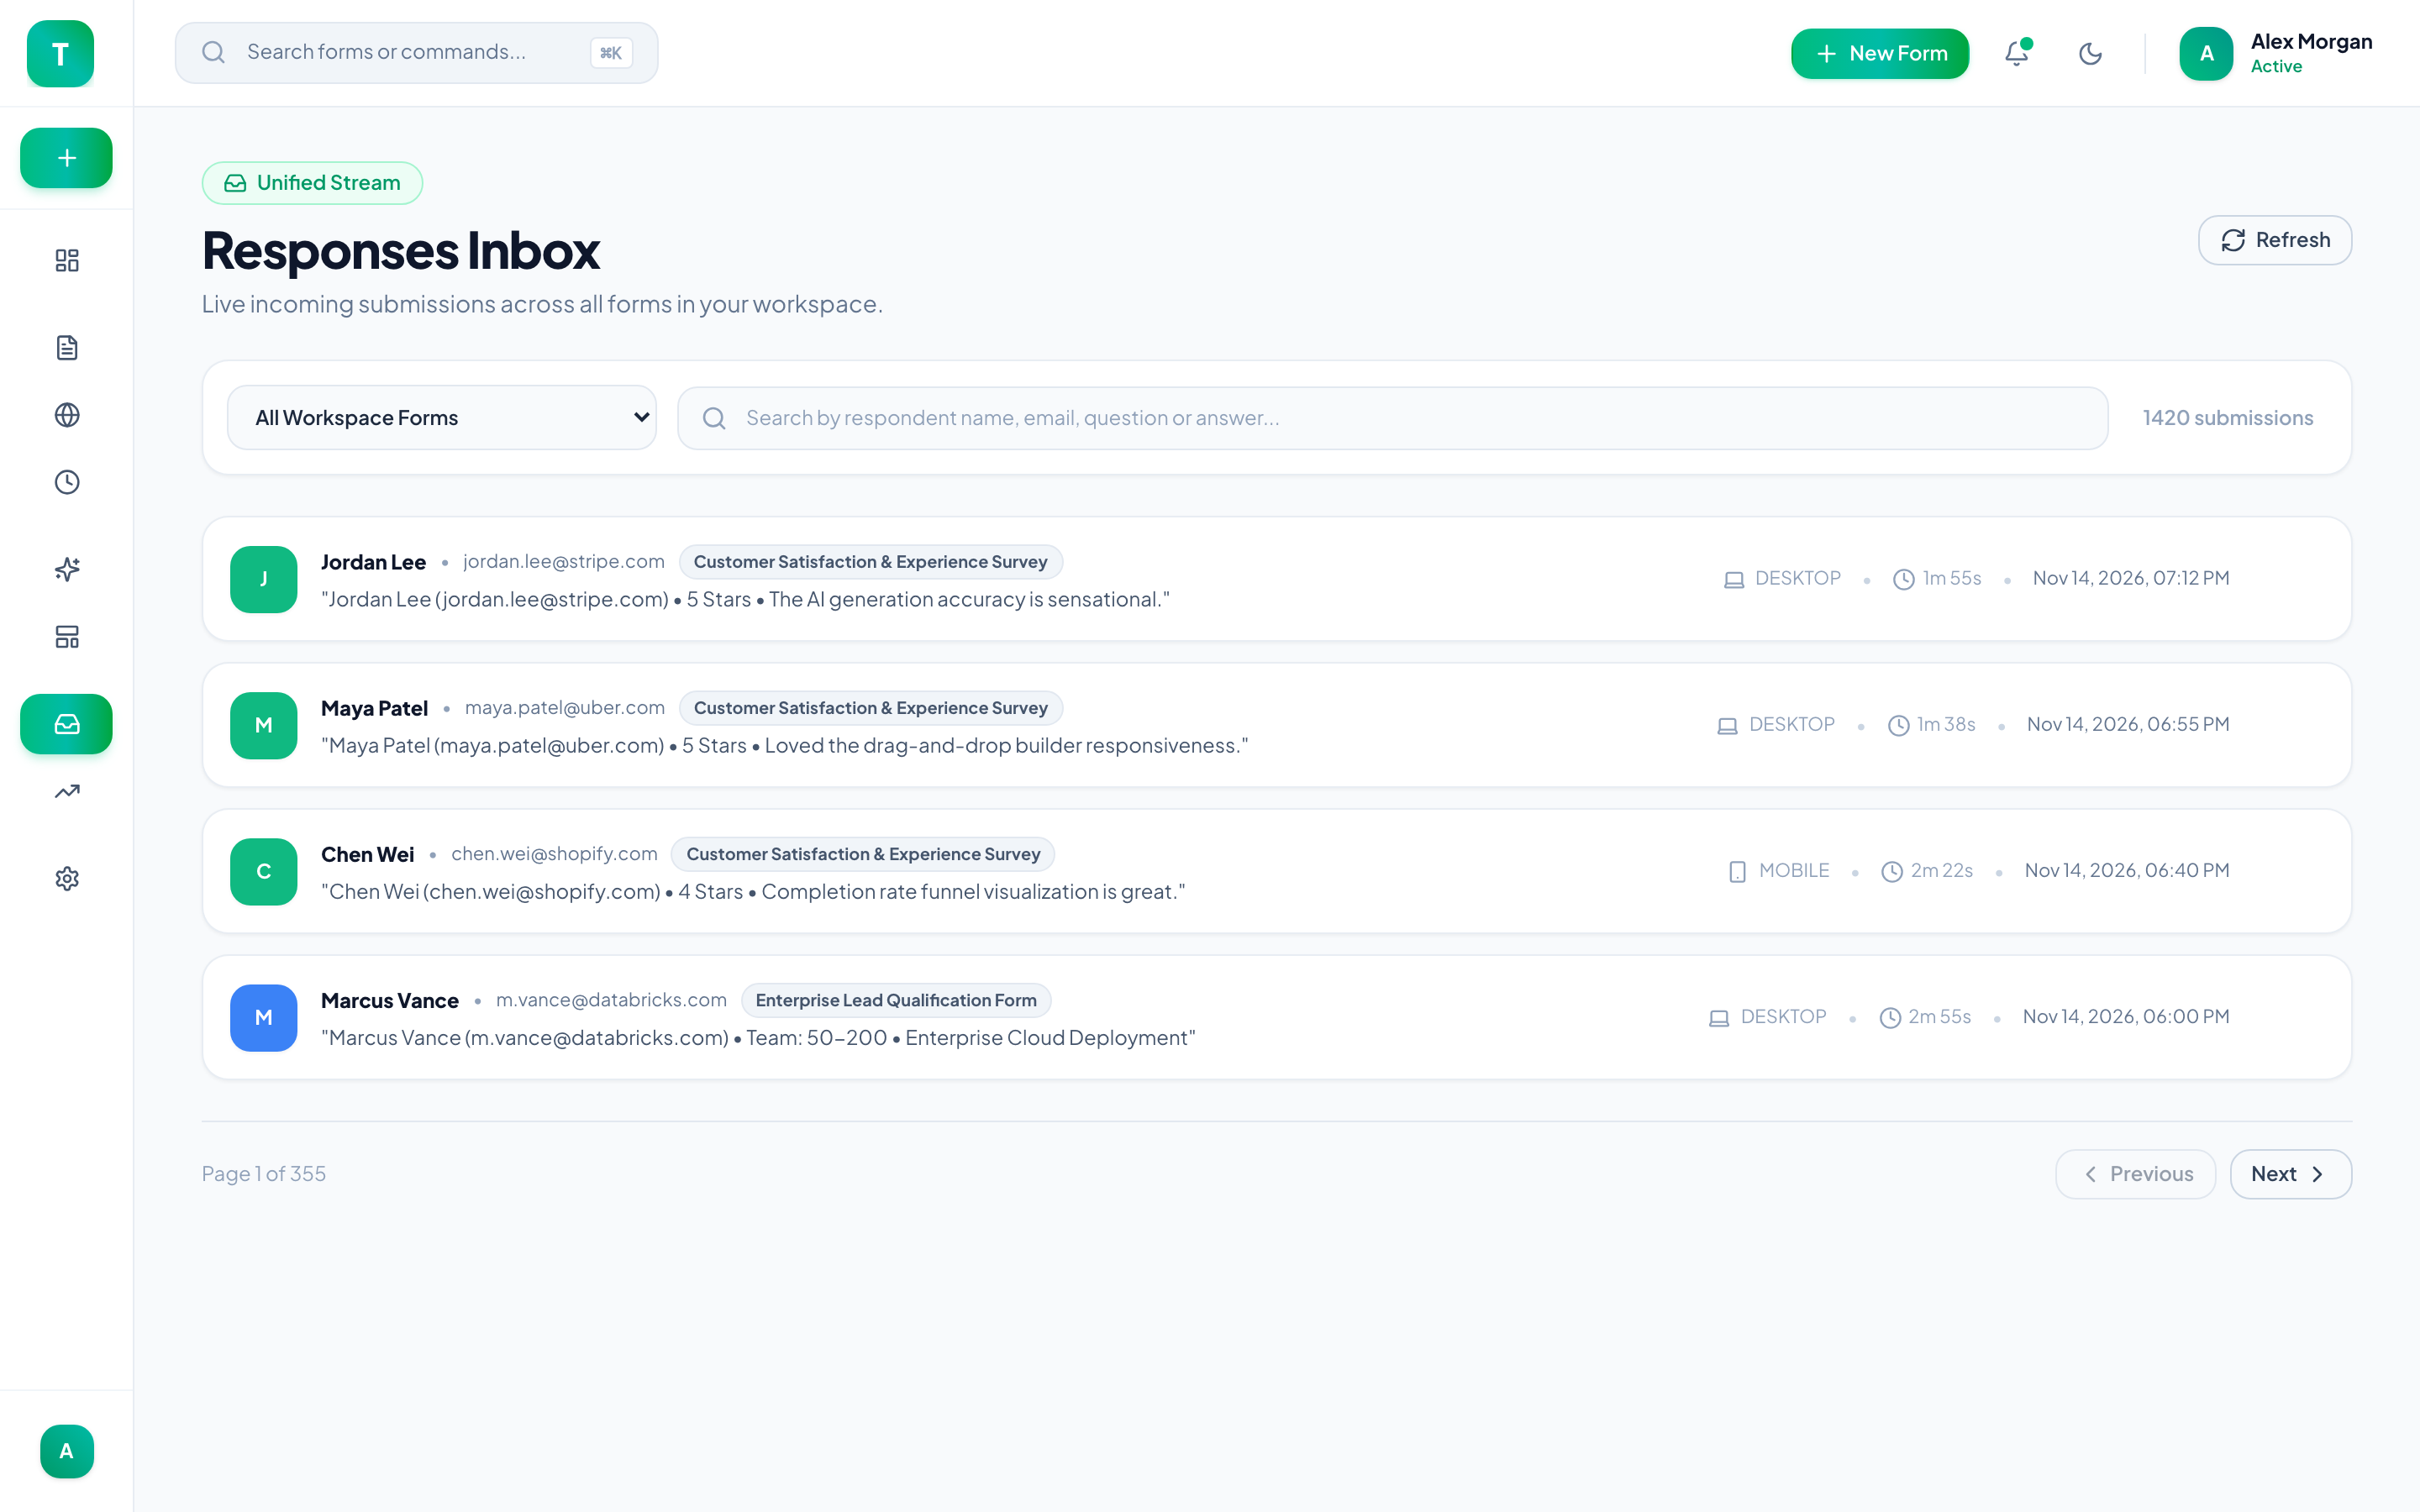 T
Search forms or commands...
⌘K
New Form
A
Alex Morgan
Active
Unified Stream
Responses Inbox
Live incoming submissions across all forms in your workspace.
Refresh
All Workspace Forms
Search by respondent name, email, question or answer...
1420 submissions
J
Jordan Lee • jordan.lee@stripe.com Customer Satisfaction & Experience Survey
"Jordan Lee (jordan.lee@stripe.com) • 5 Stars • The AI generation accuracy is sensational."
DESKTOP • 1m 55s • Nov 14, 2026, 07:12 PM
M
Maya Patel • maya.patel@uber.com Customer Satisfaction & Experience Survey
"Maya Patel (maya.patel@uber.com) • 5 Stars • Loved the drag-and-drop builder responsiveness."
DESKTOP • 1m 38s • Nov 14, 2026, 06:55 PM
C
Chen Wei • chen.wei@shopify.com Customer Satisfaction & Experience Survey
"Chen Wei (chen.wei@shopify.com) • 4 Stars • Completion rate funnel visualization is great."
MOBILE • 2m 22s • Nov 14, 2026, 06:40 PM
M
Marcus Vance • m.vance@databricks.com Enterprise Lead Qualification Form
"Marcus Vance (m.vance@databricks.com) • Team: 50–200 • Enterprise Cloud Deployment"
DESKTOP • 2m 55s • Nov 14, 2026, 06:00 PM
Page 1 of 355
Previous
Next
A